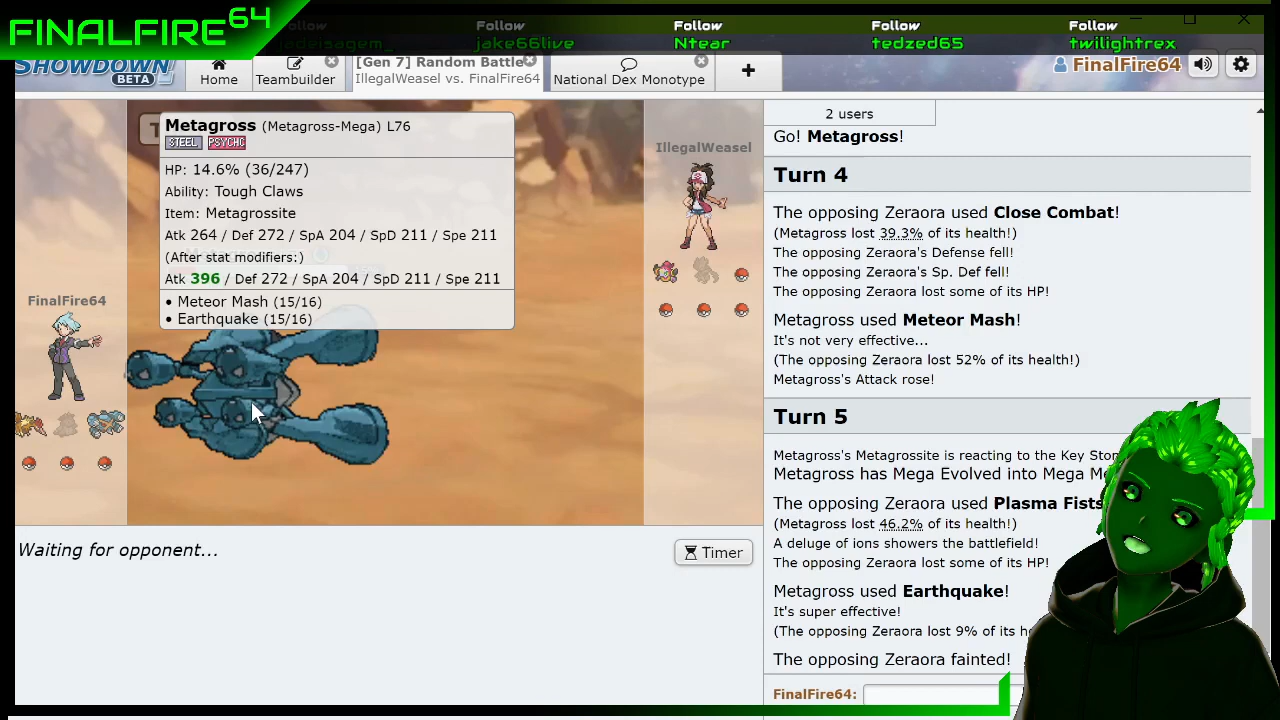 FINALFIRE64
Follow Follow Follow Follow
jadeisagem_ jake66live Ntear tedzed65 twilightrex
SHOWDOWN
BETA
Home
Teambuilder
[Gen 7] Random Battle
IllegalWeasel vs. FinalFire64
National Dex Monotype
FinalFire64
Metagross (Metagross-Mega) L76
STEEL PSYCHC
HP: 14.6% (36/247)
Ability: Tough Claws
Item: Metagrossite
Atk 264 / Def 272 / SpA 204 / SpD 211 / Spe 211
(After stat modifiers:)
Atk 396 / Def 272 / SpA 204 / SpD 211 / Spe 211
• Meteor Mash (15/16)
• Earthquake (15/16)
FinalFire64
IllegalWeasel
Waiting for opponent...
Timer
2 users
Go! Metagross!
Turn 4
The opposing Zeraora used Close Combat!
(Metagross lost 39.3% of its health!)
The opposing Zeraora's Defense fell!
The opposing Zeraora's Sp. Def fell!
The opposing Zeraora lost some of its HP!
Metagross used Meteor Mash!
It's not very effective...
(The opposing Zeraora lost 52% of its health!)
Metagross's Attack rose!
Turn 5
Metagross's Metagrossite is reacting to the Key
Metagross has Mega Evolved into Mega
The opposing Zeraora used Plasma Fists
(Metagross lost 46.2% of its health!)
A deluge of ions showers the battlefield!
The opposing Zeraora lost some of its HP!
Metagross used Earthquake!
It's super effective!
(The opposing Zeraora lost 9% of its
The opposing Zeraora fainted!
FinalFire64: